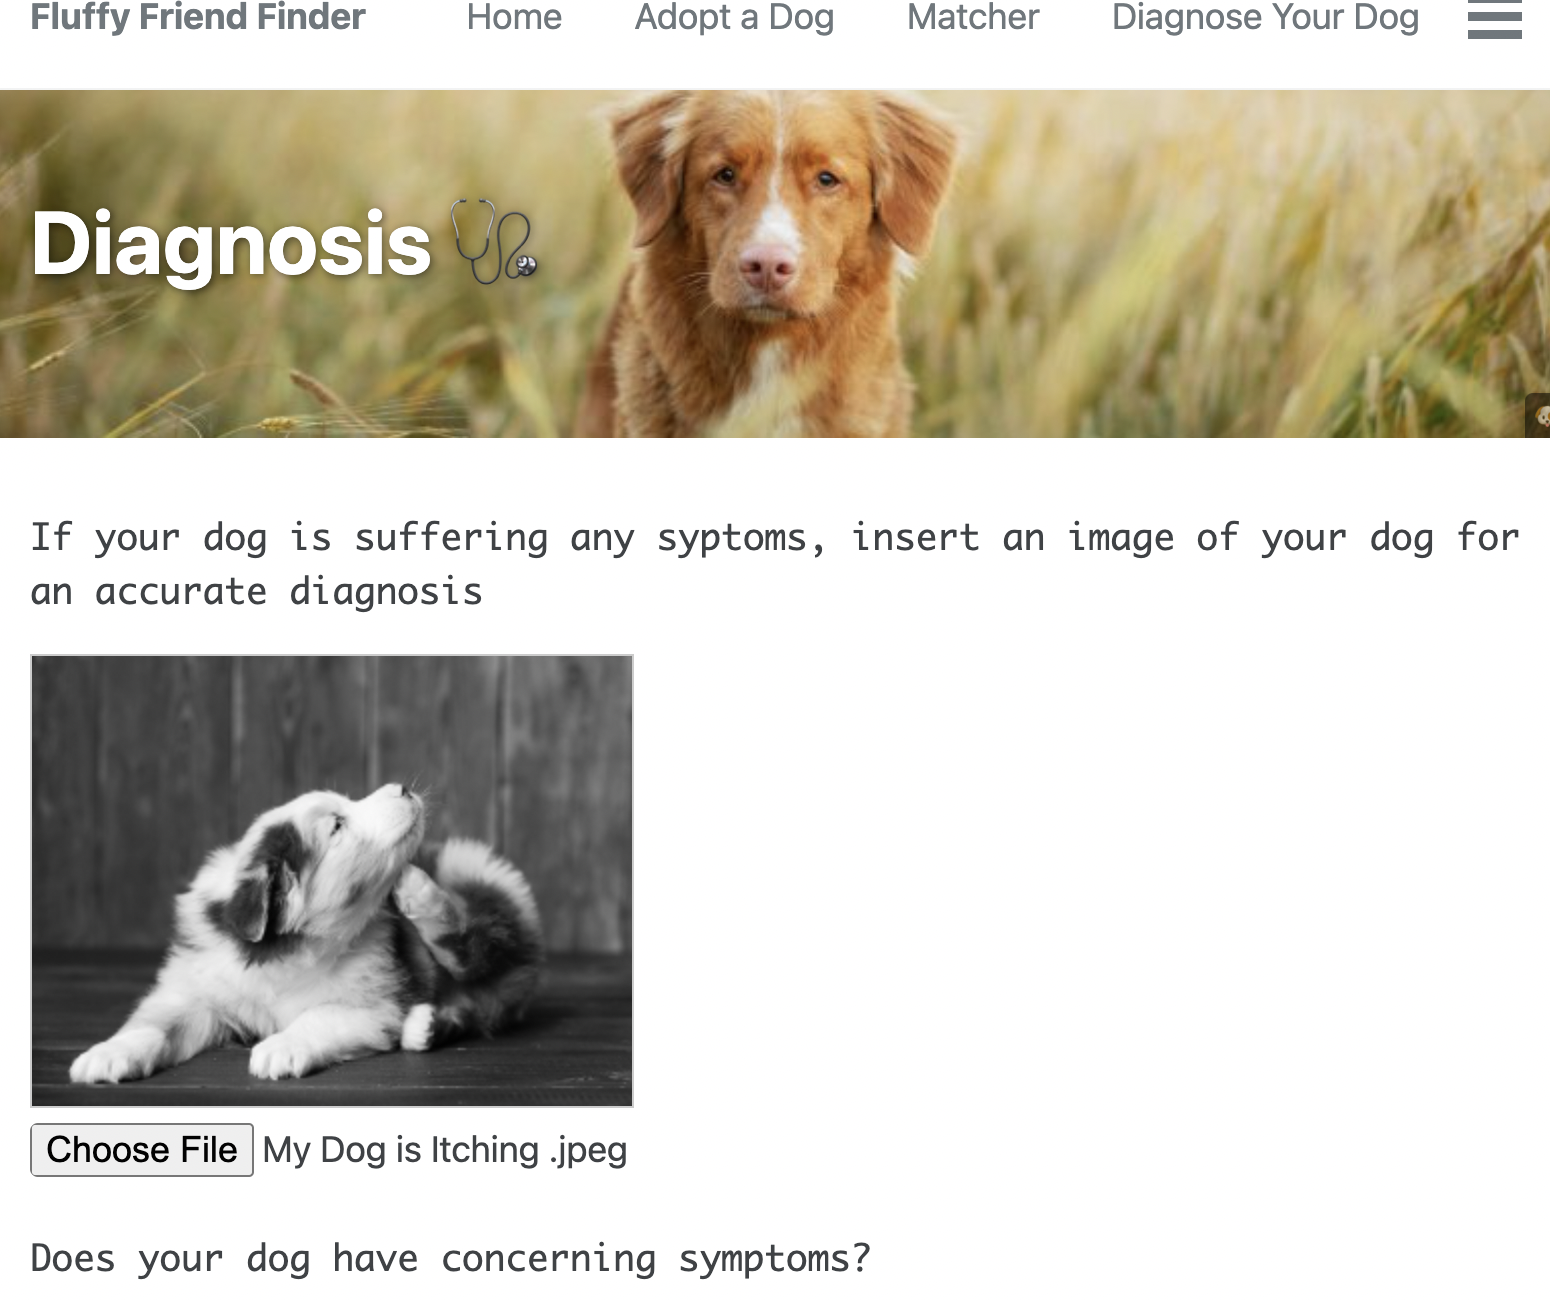 Fluffy Friend Finder Home Adopt a Dog Matcher Diagnose Your Dog
Diagnosis
If your dog is suffering any syptoms, insert an image of your dog for
an accurate diagnosis
Choose File My Dog is Itching .jpeg
Does your dog have concerning symptoms?